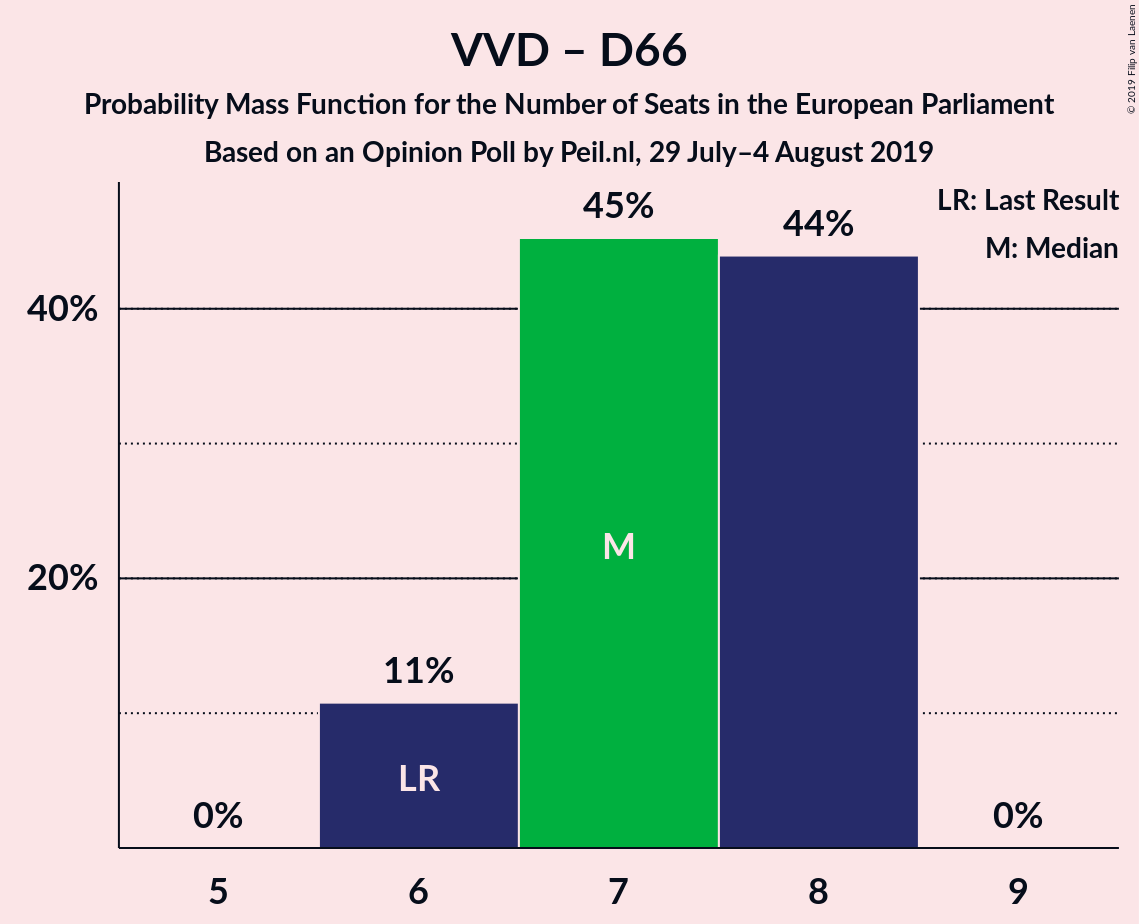 VVD – D66
Probability Mass Function for the Number of Seats in the European Parliament
Based on an Opinion Poll by Peil.nl, 29 July–4 August 2019
© 2019 Filip van Laenen
LR: Last Result
M: Median
45%
44%
40%
M
20%
11%
LR
0%
0%
5
6
7
8
9